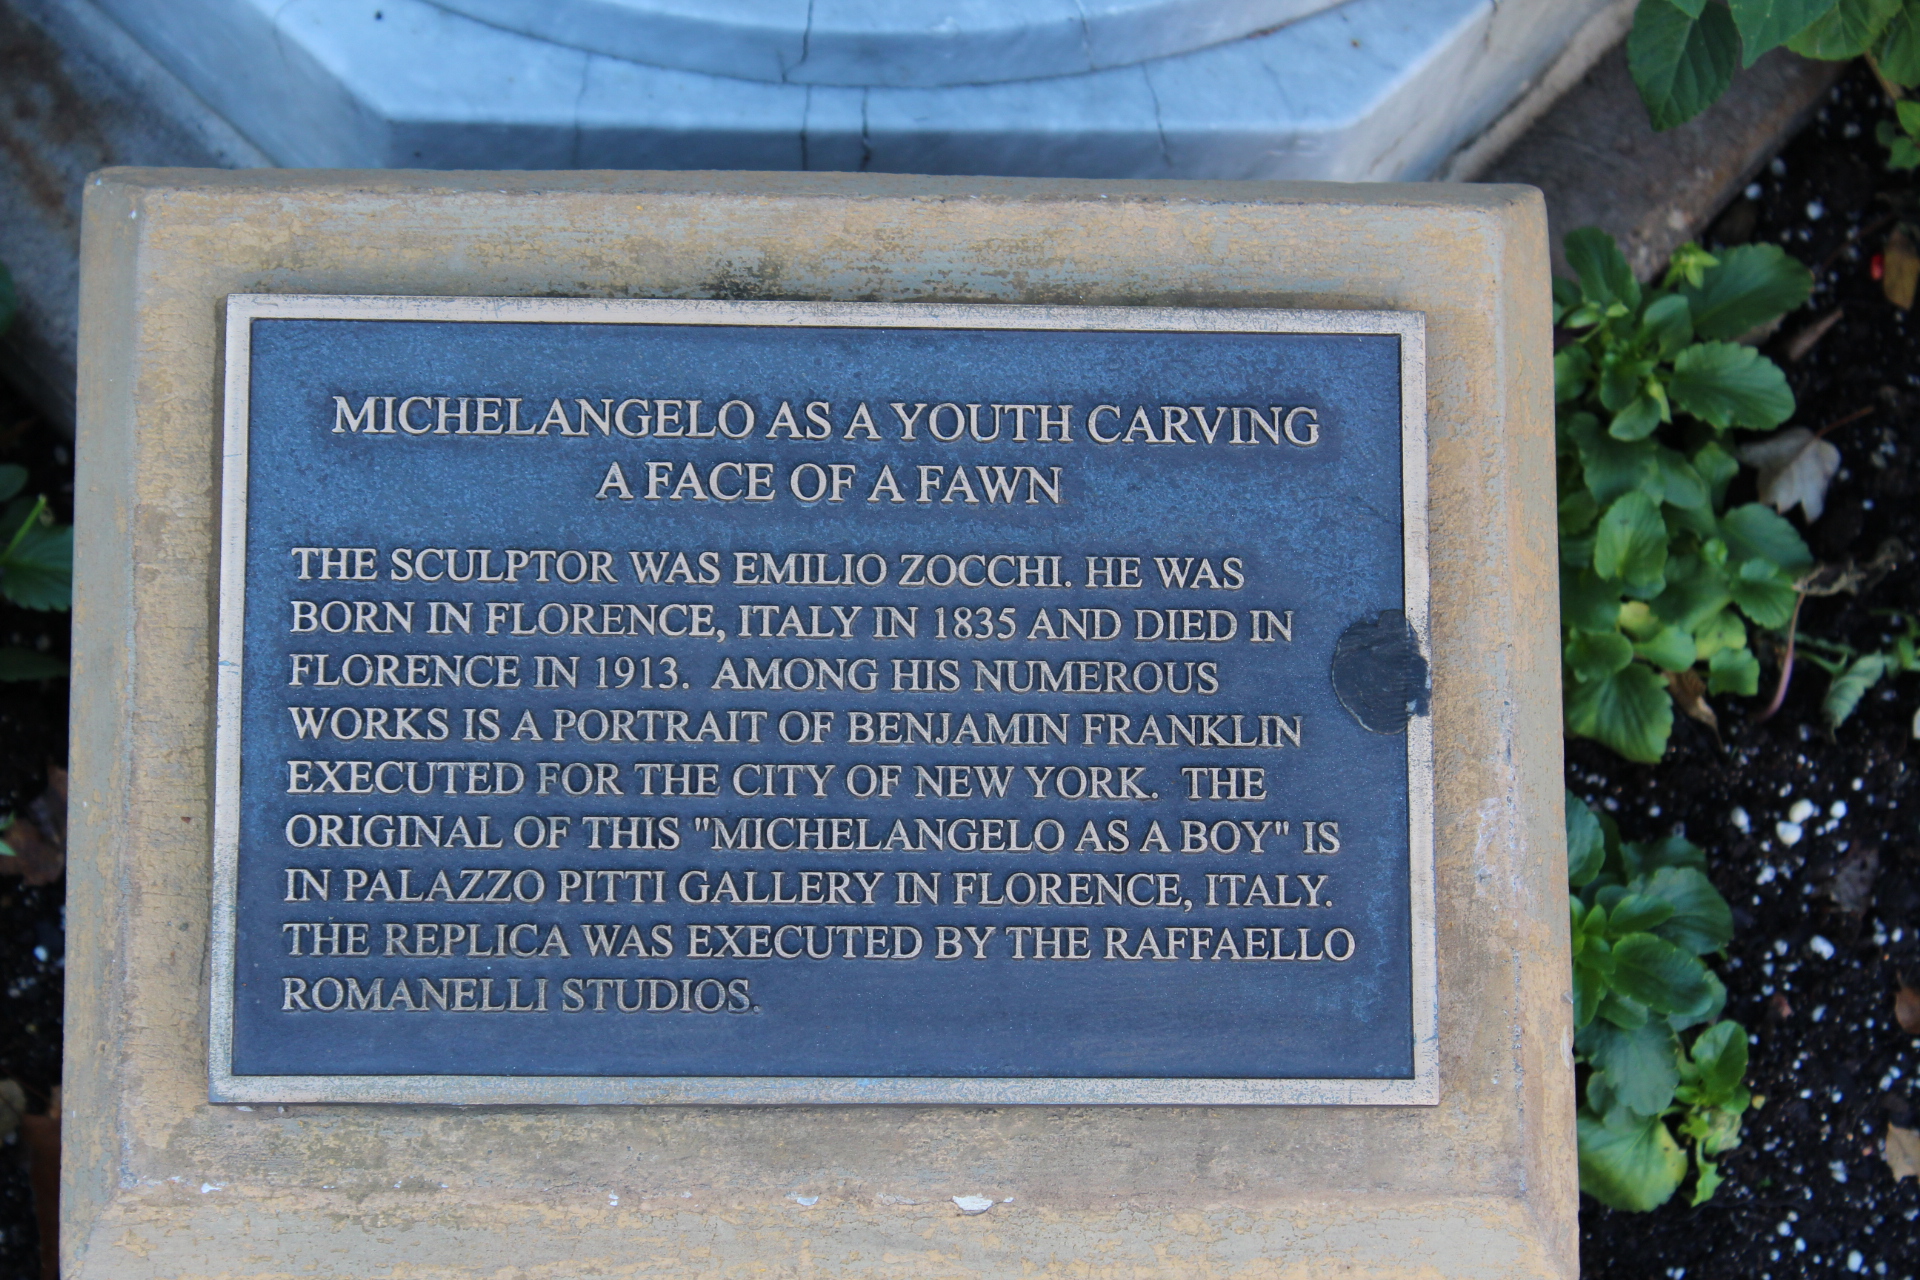 MICHELANGELO AS A YOUTH CARVING
A FACE OF A FAWN
THE SCULPTOR WAS EMILIO ZOCCHI. HE WAS
BORN IN FLORENCE, ITALY IN 1835 AND DIED IN
FLORENCE IN 1913. AMONG HIS NUMEROUS
WORKS IS A PORTRAIT OF BENJAMIN FRANKLIN
EXECUTED FOR THE CITY OF NEW YORK. THE
ORIGINAL OF THIS "MICHELANGELO AS A BOY" IS
IN PALAZZO PITTI GALLERY IN FLORENCE, ITALY.
THE REPLICA WAS EXECUTED BY THE RAFFAELLO
ROMANELLI STUDIOS.